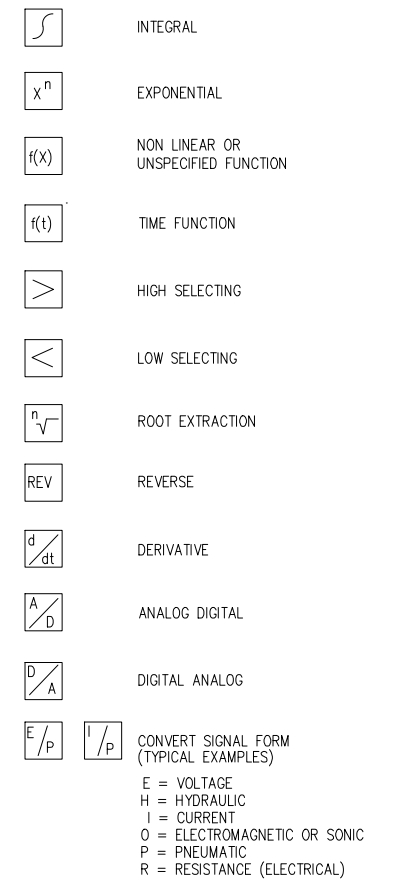 ∫ INTEGRAL
xⁿ EXPONENTIAL
f(x) NON LINEAR OR
UNSPECIFIED FUNCTION
f(t) TIME FUNCTION
> HIGH SELECTING
< LOW SELECTING
ⁿ√ ROOT EXTRACTION
REV REVERSE
d/dt DERIVATIVE
A/D ANALOG DIGITAL
D/A DIGITAL ANALOG
E/P I/P CONVERT SIGNAL FORM
(TYPICAL EXAMPLES)
E = VOLTAGE
H = HYDRAULIC
I = CURRENT
O = ELECTROMAGNETIC OR SONIC
P = PNEUMATIC
R = RESISTANCE (ELECTRICAL)